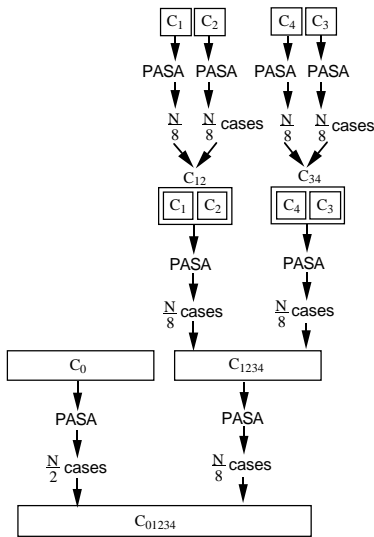 C1 C2 C4 C3
PASA PASA PASA PASA
N/8 N/8 cases N/8 N/8 cases
C12 C34
C1 C2 C4 C3
PASA PASA
N/8 cases N/8 cases
C0 C1234
PASA PASA
N/2 cases N/8 cases
C01234